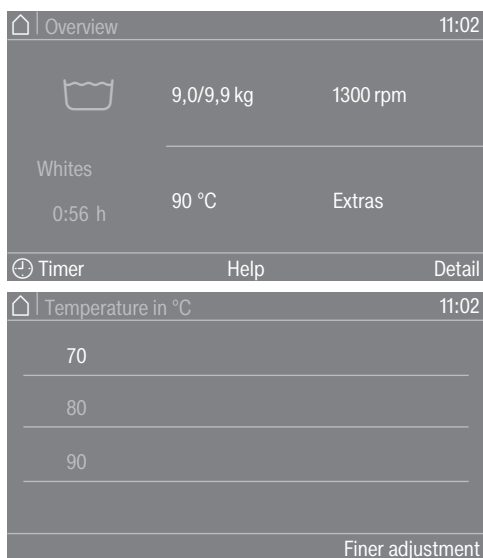 Overview 11:02
9,0/9,9 kg 1300 rpm
Whites
90 °C Extras
0:56 h
Timer Help Detail
Temperature in °C 11:02
70
80
90
Finer adjustment